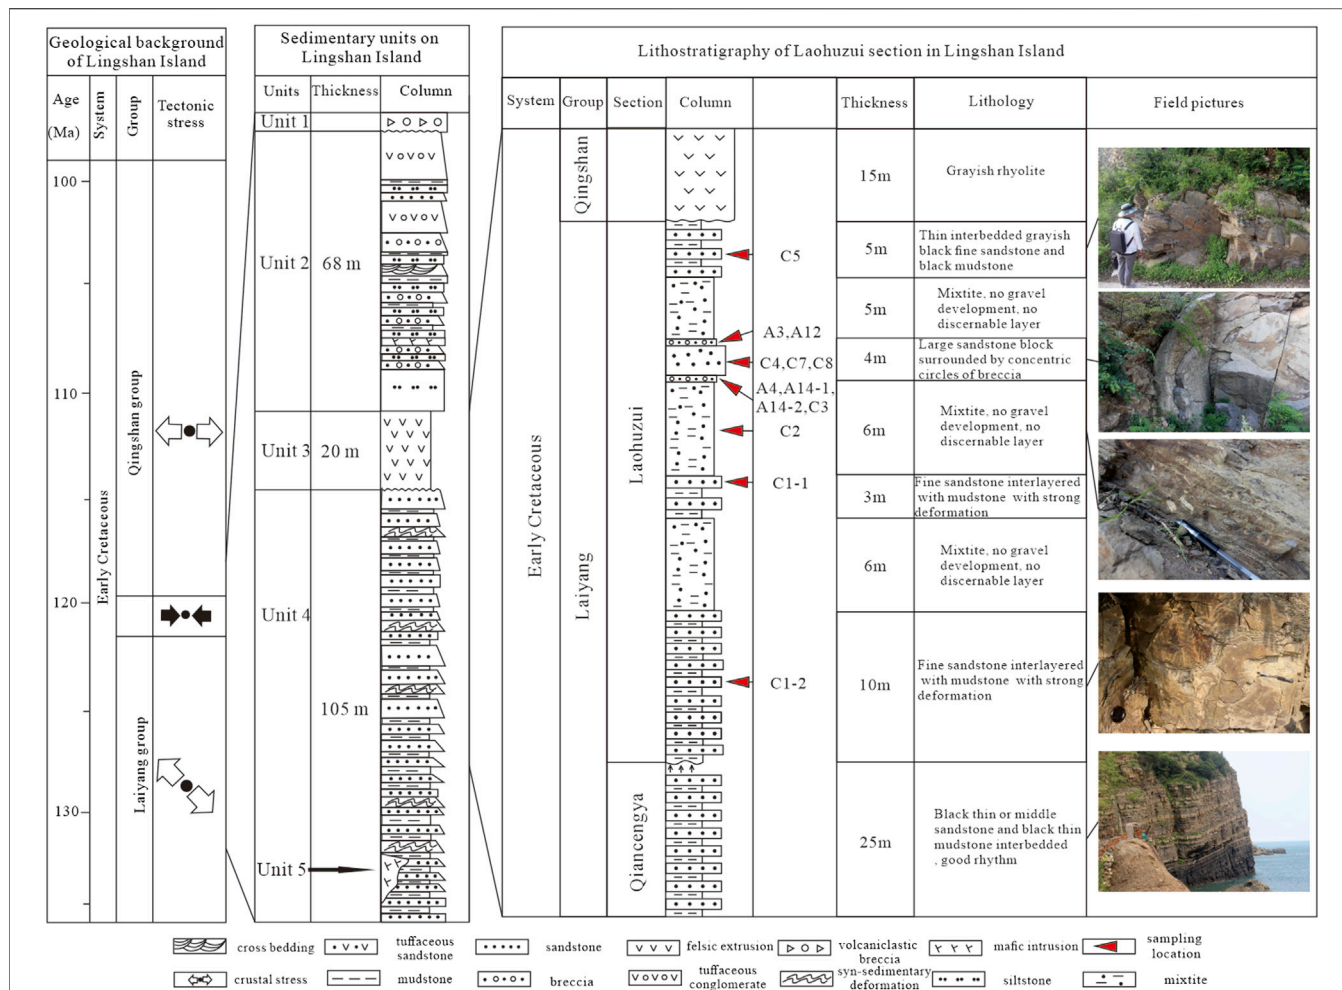 Geological background
of Lingshan Island
Age
(Ma)
System
Group
Tectonic
stress
100
110
120
130
Early Cretaceous
Qingshan group
Laiyang group
Sedimentary units on
Lingshan Island
Units
Thickness
Column
Unit 1
Unit 2
68 m
Unit 3
20 m
Unit 4
105 m
Unit 5
Lithostratigraphy of Laohuzui section in Lingshan Island
System
Group
Section
Column
Thickness
Lithology
Field pictures
Early Cretaceous
Qingshan
Laiyang
Laohuzui
Qiancengya
C5
A3,A12
C4,C7,C8
A4,A14-1,
A14-2,C3
C2
C1-1
C1-2
15m
Grayish rhyolite
5m
Thin interbedded grayish
black fine sandstone and
black mudstone
5m
Mixtite, no gravel
development, no
discernable layer
4m
Large sandstone block
surrounded by concentric
circles of breccia
6m
Mixtite, no gravel
development, no
discernable layer
3m
Fine sandstone interlayered
with mudstone with strong
deformation
6m
Mixtite, no gravel
development, no
discernable layer
10m
Fine sandstone interlayered
with mudstone with strong
deformation
25m
Black thin or middle
sandstone and black thin
mudstone interbedded
, good rhythm
cross bedding
tuffaceous
sandstone
sandstone
felsic extrusion
volcaniclastic
breccia
mafic intrusion
sampling
location
crustal stress
mudstone
breccia
tuffaceous
conglomerate
syn-sedimentary
deformation
siltstone
mixtite